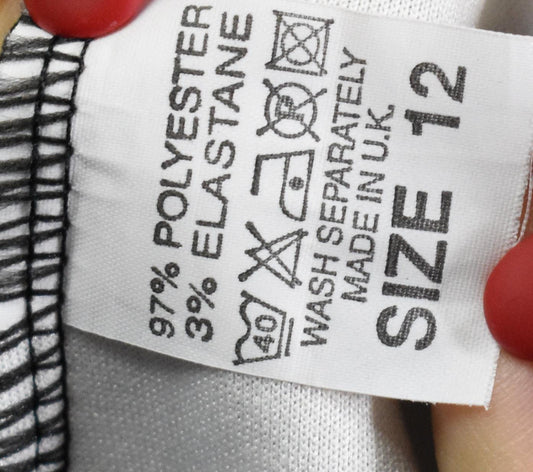 97% POLYESTER
3% ELASTANE
40
P
WASH SEPARATELY
MADE IN U.K.
SIZE 12